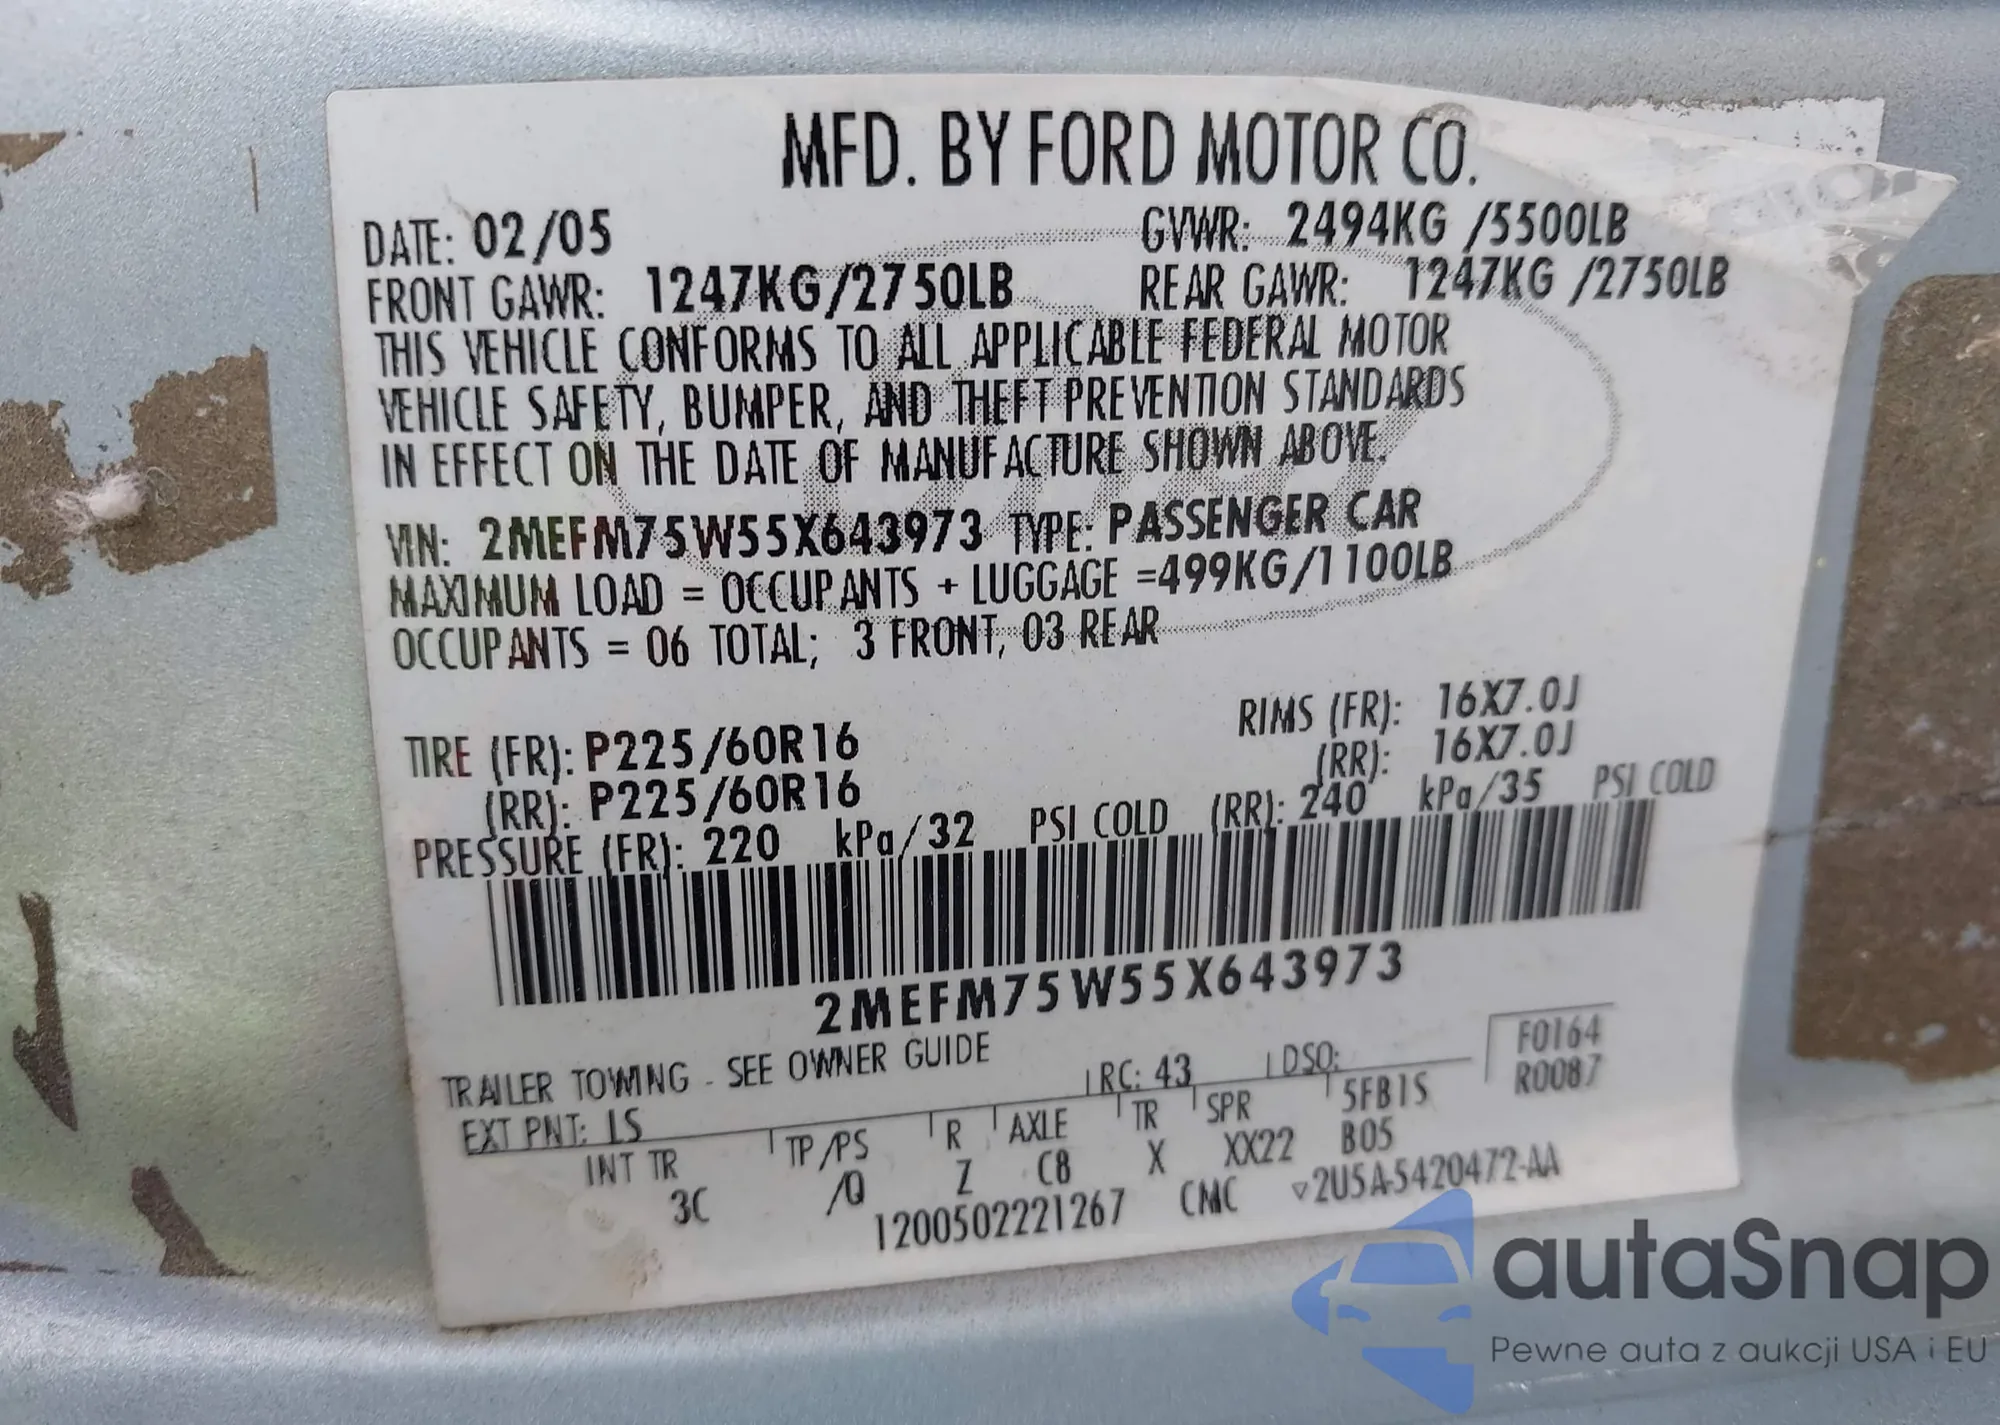 MFD. BY FORD MOTOR CO.
DATE: 02/05 GVWR: 2494KG /5500LB
FRONT GAWR: 1247KG/2750LB REAR GAWR: 1247KG /2750LB
THIS VEHICLE CONFORMS TO ALL APPLICABLE FEDERAL MOTOR
VEHICLE SAFETY, BUMPER, AND THEFT PREVENTION STANDARDS
IN EFFECT ON THE DATE OF MANUFACTURE SHOWN ABOVE.
VIN: 2MEFM75W55X643973 TYPE: PASSENGER CAR
MAXIMUM LOAD = OCCUPANTS + LUGGAGE =499KG/1100LB
OCCUPANTS = 06 TOTAL; 3 FRONT, 03 REAR
TIRE (FR): P225/60R16 RIMS (FR): 16X7.0J
(RR): P225/60R16 (RR): 16X7.0J
PRESSURE (FR): 220 kPa/32 PSI COLD (RR): 240 kPa/35 PSI COLD
2MEFM75W55X643973
TRAILER TOWING - SEE OWNER GUIDE
F0164
EXT PNT: LS RC: 43 DSO: R0087
INT TR TP/PS R AXLE TR SPR 5FB1S
3C /Q Z C8 X XX22 B05
1200502221267 CMC ▽2U5A-5420472-AA
autaSnap
Pewne auta z aukcji USA i EU